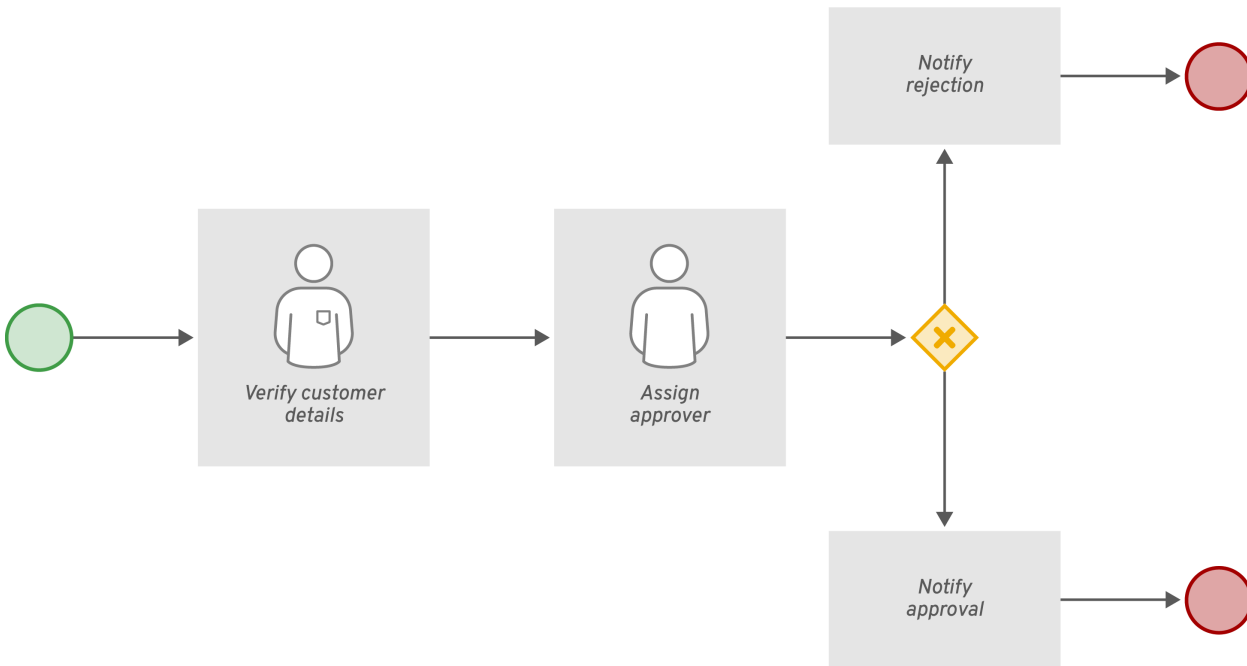 Notify
rejection
Verify customer
details
Assign
approver
Notify
approval